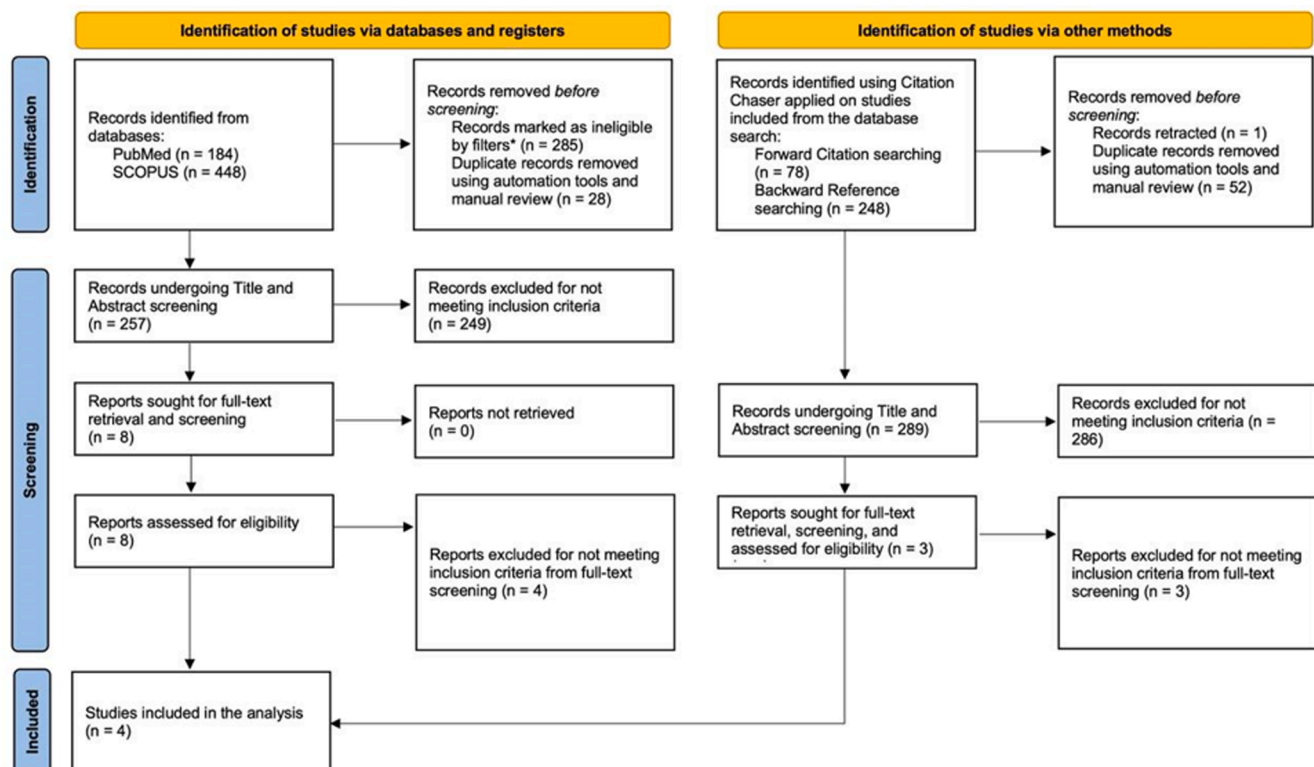 Identification of studies via databases and registers
Identification of studies via other methods
Identification
Records identified from
databases:
PubMed (n = 184)
SCOPUS (n = 448)
Records removed before
screening:
Records marked as ineligible
by filters* (n = 285)
Duplicate records removed
using automation tools and
manual review (n = 28)
Records identified using Citation
Chaser applied on studies
included from the database
search:
Forward Citation searching
(n = 78)
Backward Reference
searching (n = 248)
Records removed before
screening:
Records retracted (n = 1)
Duplicate records removed
using automation tools and
manual review (n = 52)
Screening
Records undergoing Title and
Abstract screening
(n = 257)
Records excluded for not
meeting inclusion criteria
(n = 249)
Reports sought for full-text
retrieval and screening
(n = 8)
Reports not retrieved
(n = 0)
Records undergoing Title and
Abstract screening (n = 289)
Records excluded for not
meeting inclusion criteria (n =
286)
Reports assessed for eligibility
(n = 8)
Reports excluded for not meeting
inclusion criteria from full-text
screening (n = 4)
Reports sought for full-text
retrieval, screening, and
assessed for eligibility (n = 3)
Reports excluded for not meeting
inclusion criteria from full-text
screening (n = 3)
Included
Studies included in the analysis
(n = 4)